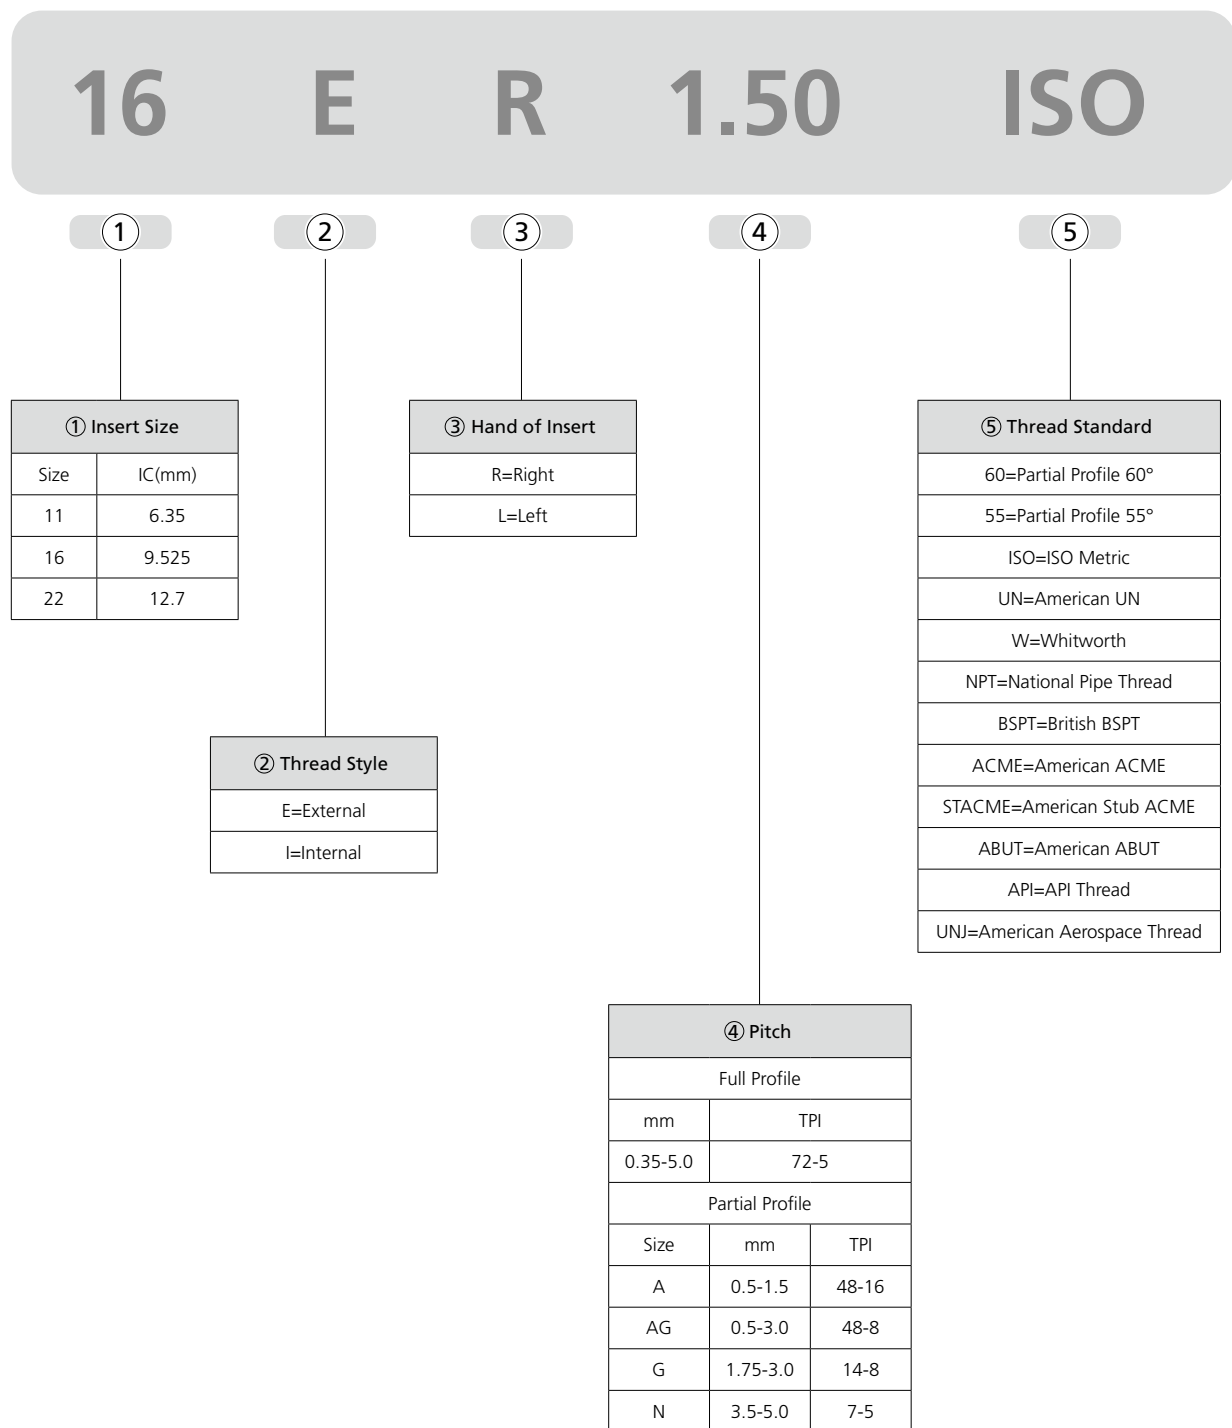 16 E R 1.50 ISO
① ② ③ ④ ⑤
① Insert Size
Size IC(mm)
11 6.35
16 9.525
22 12.7
② Thread Style
E=External
I=Internal
③ Hand of Insert
R=Right
L=Left
④ Pitch
Full Profile
mm TPI
0.35-5.0 72-5
Partial Profile
Size mm TPI
A 0.5-1.5 48-16
AG 0.5-3.0 48-8
G 1.75-3.0 14-8
N 3.5-5.0 7-5
⑤ Thread Standard
60=Partial Profile 60°
55=Partial Profile 55°
ISO=ISO Metric
UN=American UN
W=Whitworth
NPT=National Pipe Thread
BSPT=British BSPT
ACME=American ACME
STACME=American Stub ACME
ABUT=American ABUT
API=API Thread
UNJ=American Aerospace Thread